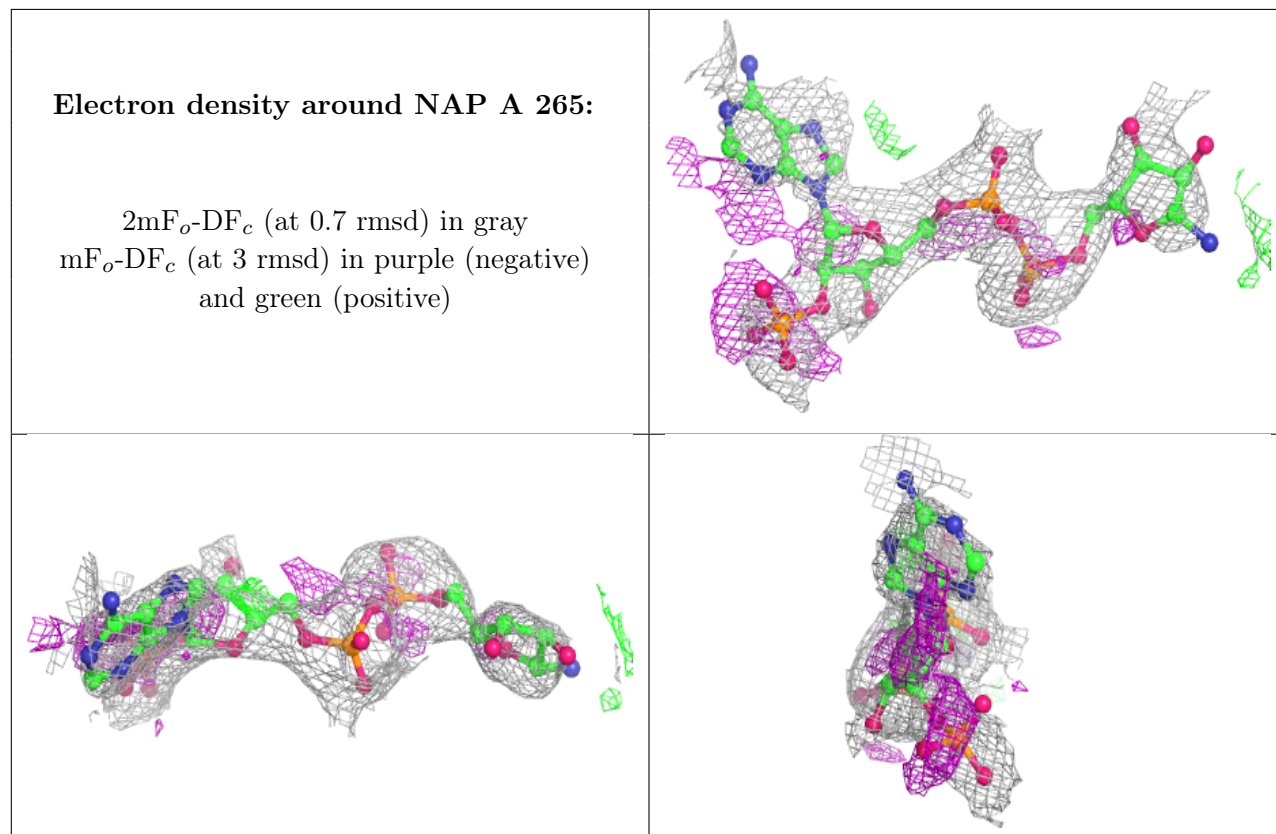 Electron density around NAP A 265:
2mFo-DFc (at 0.7 rmsd) in gray
mFo-DFc (at 3 rmsd) in purple (negative)
and green (positive)